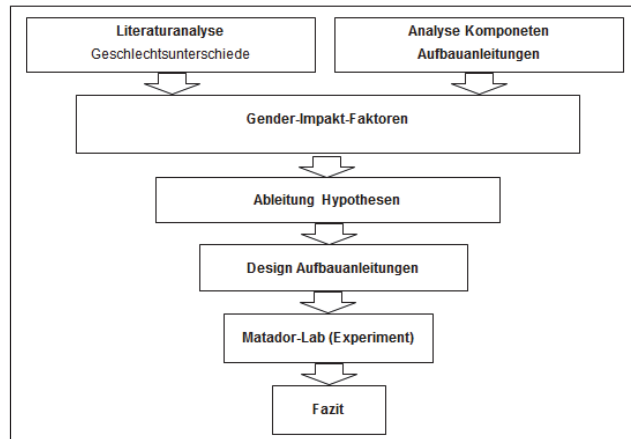 Literaturanalyse
Geschlechtsunterschiede
Analyse Komponeten
Aufbauanleitungen
Gender-Impakt-Faktoren
Ableitung Hypothesen
Design Aufbauanleitungen
Matador-Lab (Experiment)
Fazit